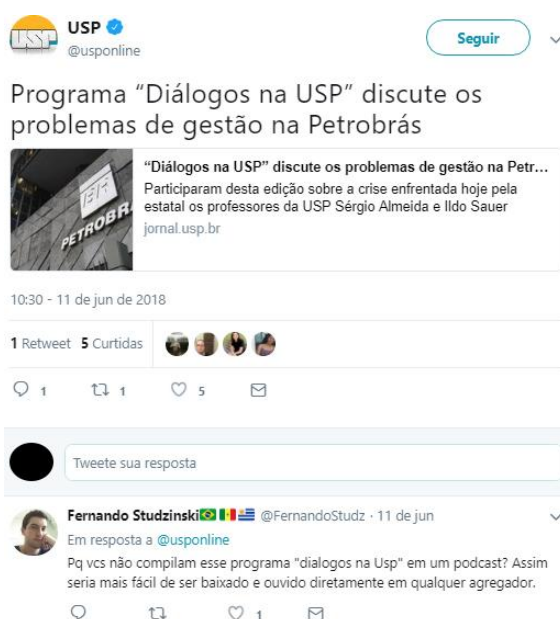 USP
@usponline
Seguir
Programa “Diálogos na USP” discute os
problemas de gestão na Petrobrás
“Diálogos na USP” discute os problemas de gestão na Petr...
Participaram desta edição sobre a crise enfrentada hoje pela
estatal os professores da USP Sérgio Almeida e Ildo Sauer
jornal.usp.br
BR
PETROBR
10:30 - 11 de jun de 2018
1 Retweet 5 Curtidas
1 1 5
Tweete sua resposta
Fernando Studzinski @FernandoStudz · 11 de jun
Em resposta a @usponline
Pq vcs não compilam esse programa "dialogos na Usp" em um podcast? Assim
seria mais fácil de ser baixado e ouvido diretamente em qualquer agregador.
1